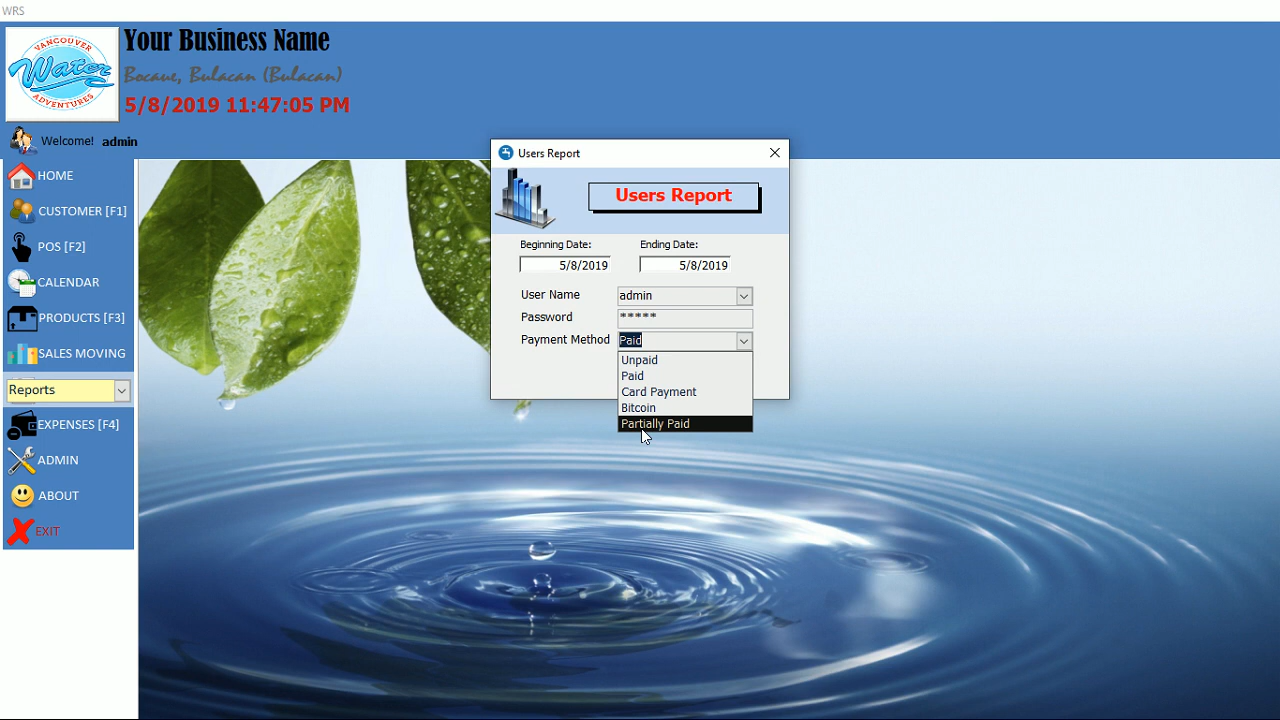 WRS
VANCOUVER
Water
ADVENTURES
Your Business Name
Bocaue, Bulacan (Bulacan)
5/8/2019 11:47:05 PM
Welcome! admin
HOME
CUSTOMER [F1]
POS [F2]
CALENDAR
PRODUCTS [F3]
SALES MOVING
Reports
EXPENSES [F4]
ADMIN
ABOUT
EXIT
Users Report
Users Report
Beginning Date: Ending Date:
5/8/2019 5/8/2019
User Name admin
Password *****
Payment Method Paid
Unpaid
Paid
Card Payment
Bitcoin
Partially Paid